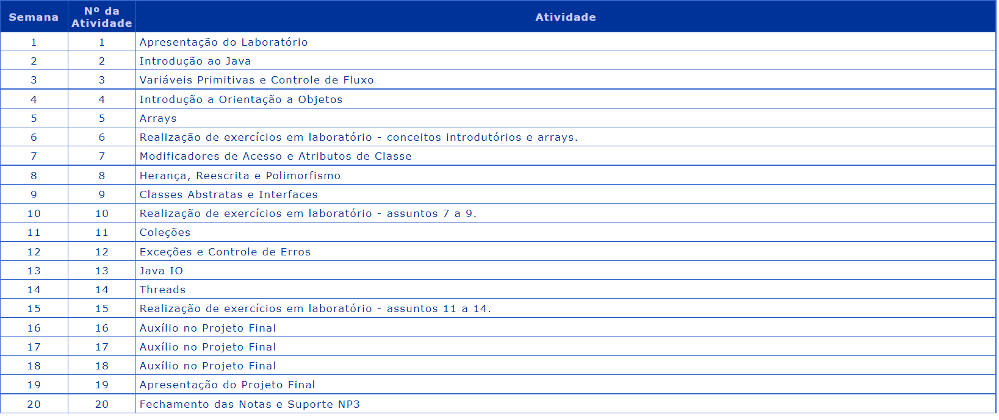 Semana Nº da Atividade Atividade
1 1 Apresentação do Laboratório
2 2 Introdução ao Java
3 3 Variáveis Primitivas e Controle de Fluxo
4 4 Introdução a Orientação a Objetos
5 5 Arrays
6 6 Realização de exercícios em laboratório - conceitos introdutórios e arrays.
7 7 Modificadores de Acesso e Atributos de Classe
8 8 Herança, Reescrita e Polimorfismo
9 9 Classes Abstratas e Interfaces
10 10 Realização de exercícios em laboratório - assuntos 7 a 9.
11 11 Coleções
12 12 Exceções e Controle de Erros
13 13 Java IO
14 14 Threads
15 15 Realização de exercícios em laboratório - assuntos 11 a 14.
16 16 Auxílio no Projeto Final
17 17 Auxílio no Projeto Final
18 18 Auxílio no Projeto Final
19 19 Apresentação do Projeto Final
20 20 Fechamento das Notas e Suporte NP3